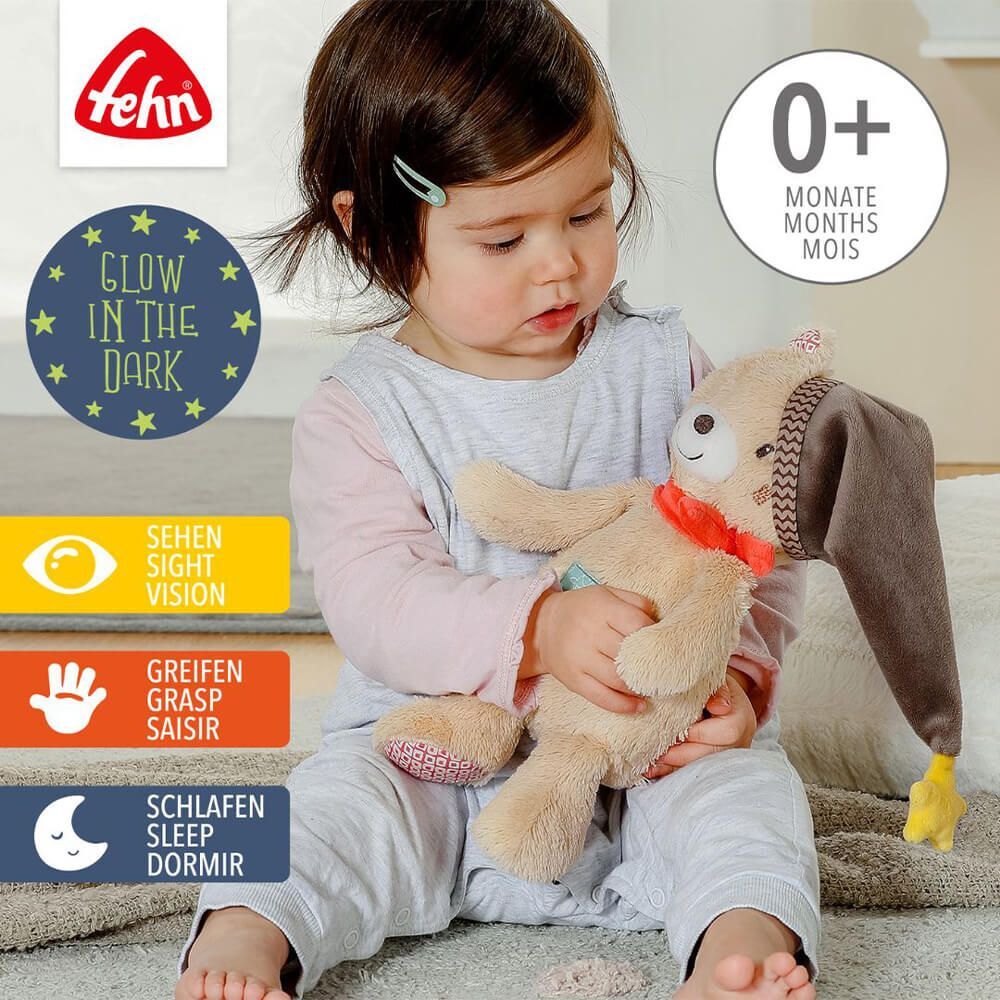 fehn®
0+
MONATE
MONTHS
MOIS
GLOW
IN THE
DARK
SEHEN
SIGHT
VISION
GREIFEN
GRASP
SAISIR
SCHLAFEN
SLEEP
DORMIR